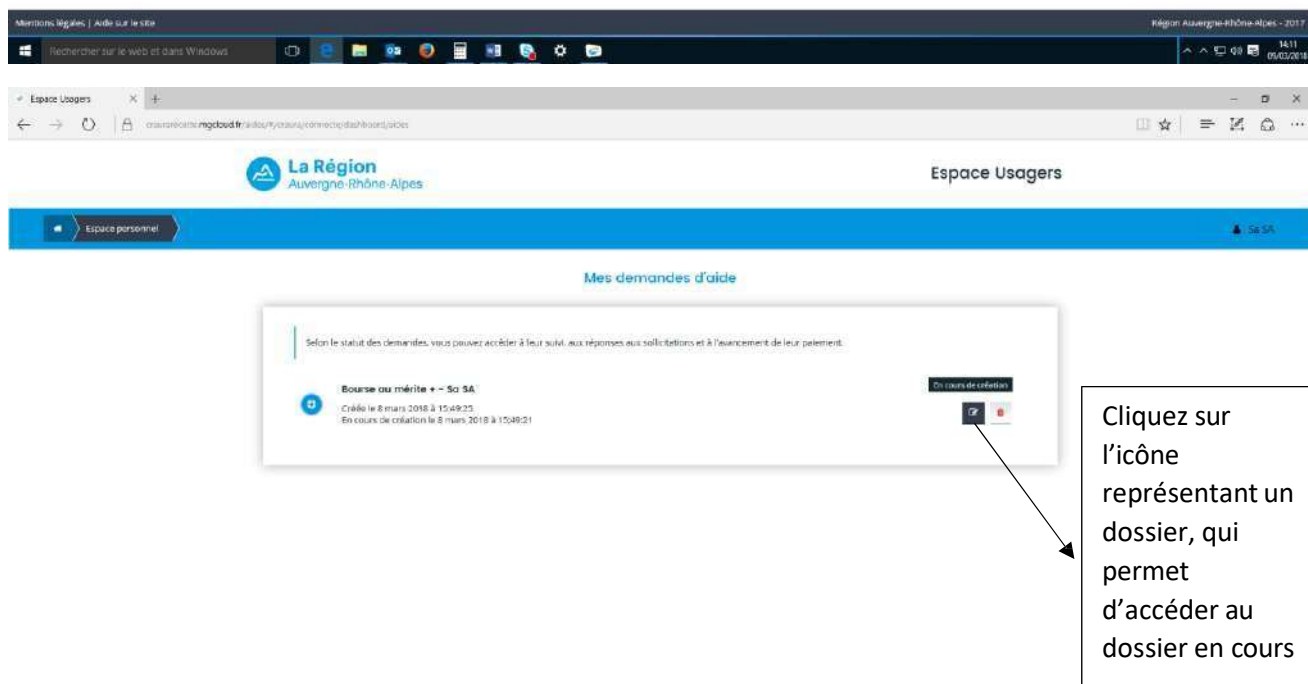 Mentions légales | Aide sur le site
Région Auvergne-Rhône-Alpes - 2017
Rechercher sur le web et dans Windows
14:11
09/03/2018
Espace Usagers
mgcloud.fr
La Région
Auvergne-Rhône-Alpes
Espace Usagers
Espace personnel
Sa SA
Mes demandes d'aide
Selon le statut des demandes, vous pouvez accéder à leur suivi, aux réponses aux sollicitations et à l'avancement de leur paiement.
Bourse au mérite + - Sa SA
En cours de création
Créée le 8 mars 2018 à 15:49:25
En cours de création le 8 mars 2018 à 15:49:21
Cliquez sur
l'icône
représentant un
dossier, qui
permet
d'accéder au
dossier en cours